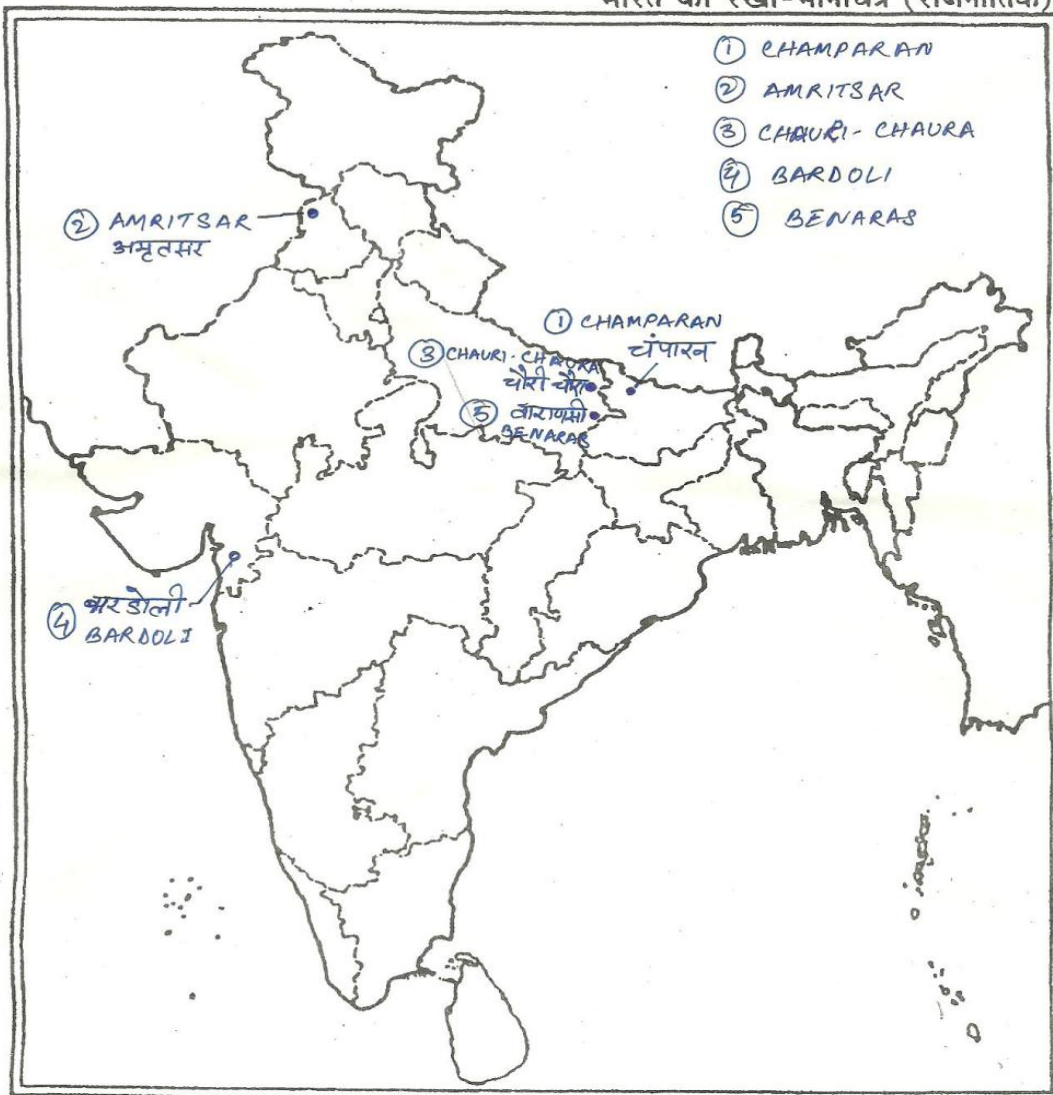 भारत का रेखा-मानचित्र (राजनीतिक)
① CHAMPARAN
② AMRITSAR
③ CHAURI-CHAURA
④ BARDOLI
⑤ BENARAS
② AMRITSAR
अमृतसर
① CHAMPARAN
चंपारन
③ CHAURI-CHAURA
चौरी चौरा
⑤ वाराणसी
BENARAS
④ बारडोली
BARDOLI